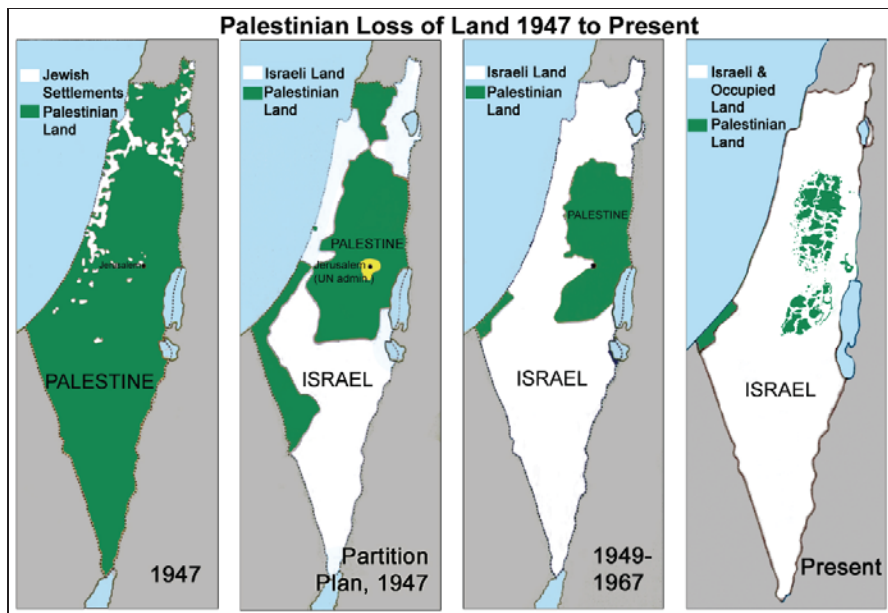 Palestinian Loss of Land 1947 to Present
Jewish
Settlements
Palestinian
Land
Jerusalem
PALESTINE
1947
Israeli Land
Palestinian Land
PALESTINE
Jerusalem
(UN admin.)
ISRAEL
Partition
Plan, 1947
Israeli Land
Palestinian
Land
PALESTINE
ISRAEL
1949-
1967
Israeli &
Occupied
Land
Palestinian
Land
ISRAEL
Present